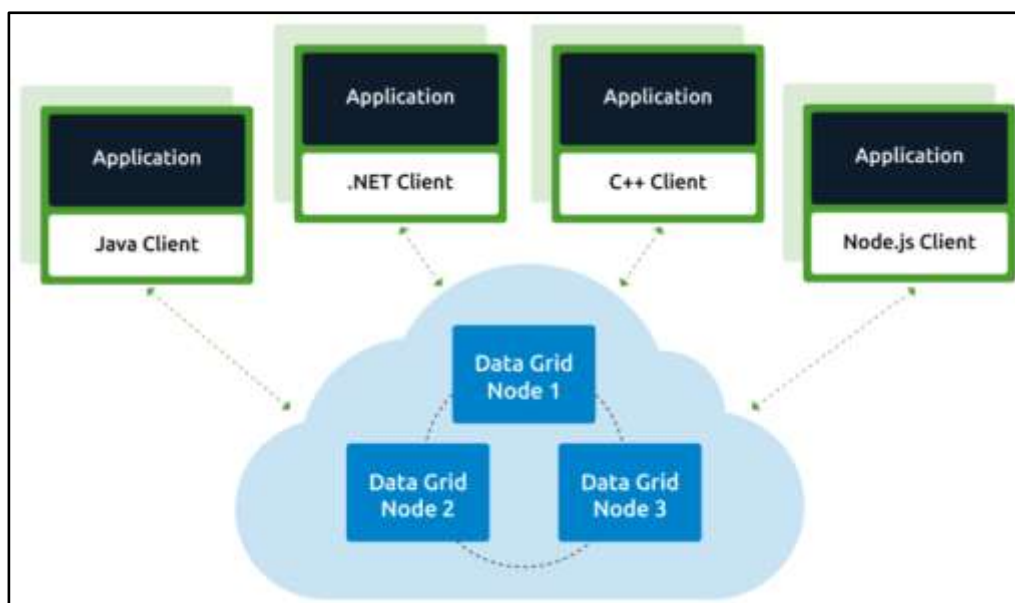 Application
Java Client
Application
.NET Client
Application
C++ Client
Application
Node.js Client
Data Grid
Node 1
Data Grid
Node 2
Data Grid
Node 3